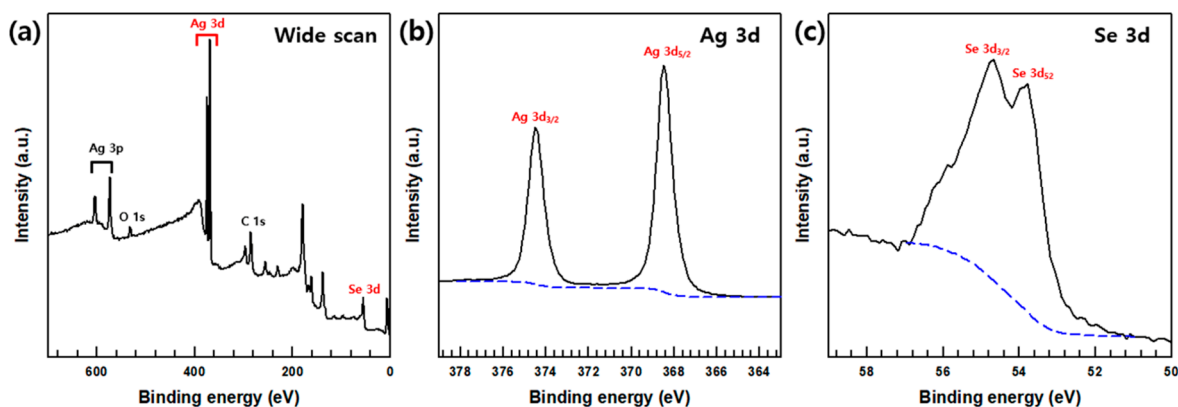 (a)
Ag 3d
Wide scan
Ag 3p
O 1s
C 1s
Se 3d
Intensity (a.u.)
600 400 200 0
Binding energy (eV)
(b)
Ag 3d
Ag 3d5/2
Ag 3d3/2
Intensity (a.u.)
378 376 374 372 370 368 366 364
Binding energy (eV)
(c)
Se 3d
Se 3d3/2
Se 3d52
Intensity (a.u.)
58 56 54 52 50
Binding energy (eV)